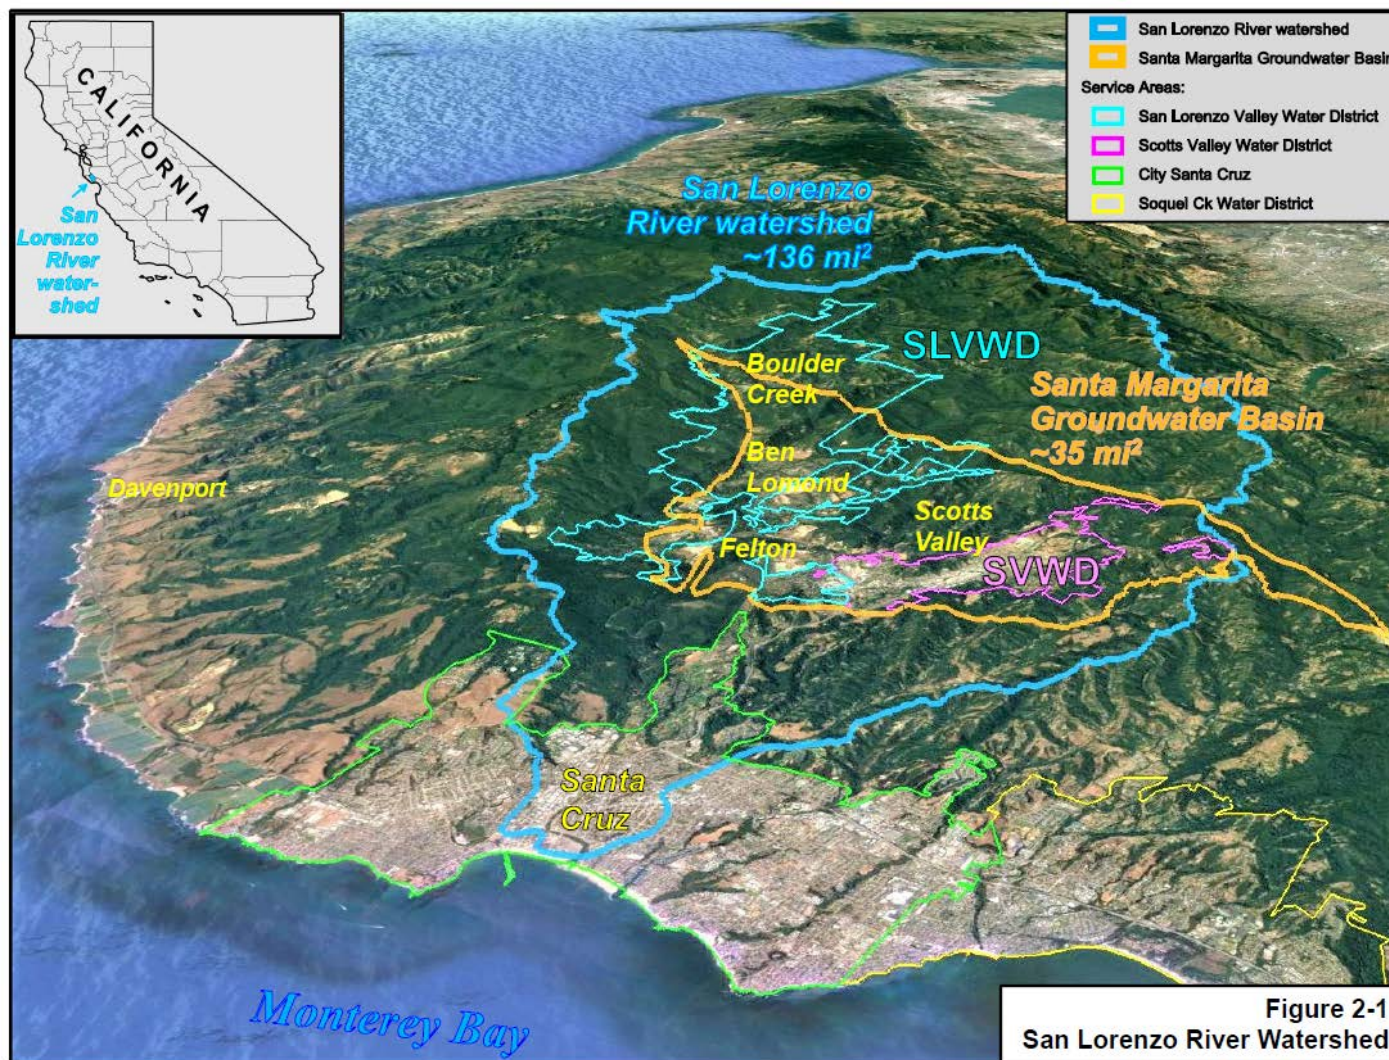 CALIFORNIA
San
Lorenzo
River
water-
shed
San Lorenzo River watershed
Santa Margarita Groundwater Basin
Service Areas:
San Lorenzo Valley Water District
Scotts Valley Water District
City Santa Cruz
Soquel Ck Water District
San Lorenzo
River watershed
~136 mi²
SLVWD
Boulder
Creek
Santa Margarita
Groundwater Basin
~35 mi²
Ben
Lomond
Davenport
Scotts
Valley
Felton
SVWD
Santa
Cruz
Monterey Bay
Figure 2-1
San Lorenzo River Watershed